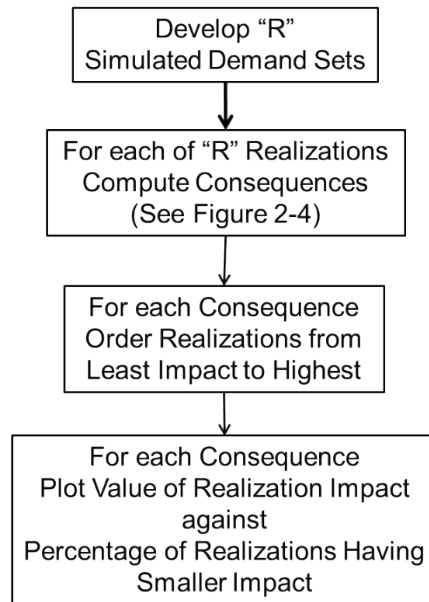 Develop “R”
Simulated Demand Sets
For each of “R” Realizations
Compute Consequences
(See Figure 2-4)
For each Consequence
Order Realizations from
Least Impact to Highest
For each Consequence
Plot Value of Realization Impact
against
Percentage of Realizations Having
Smaller Impact